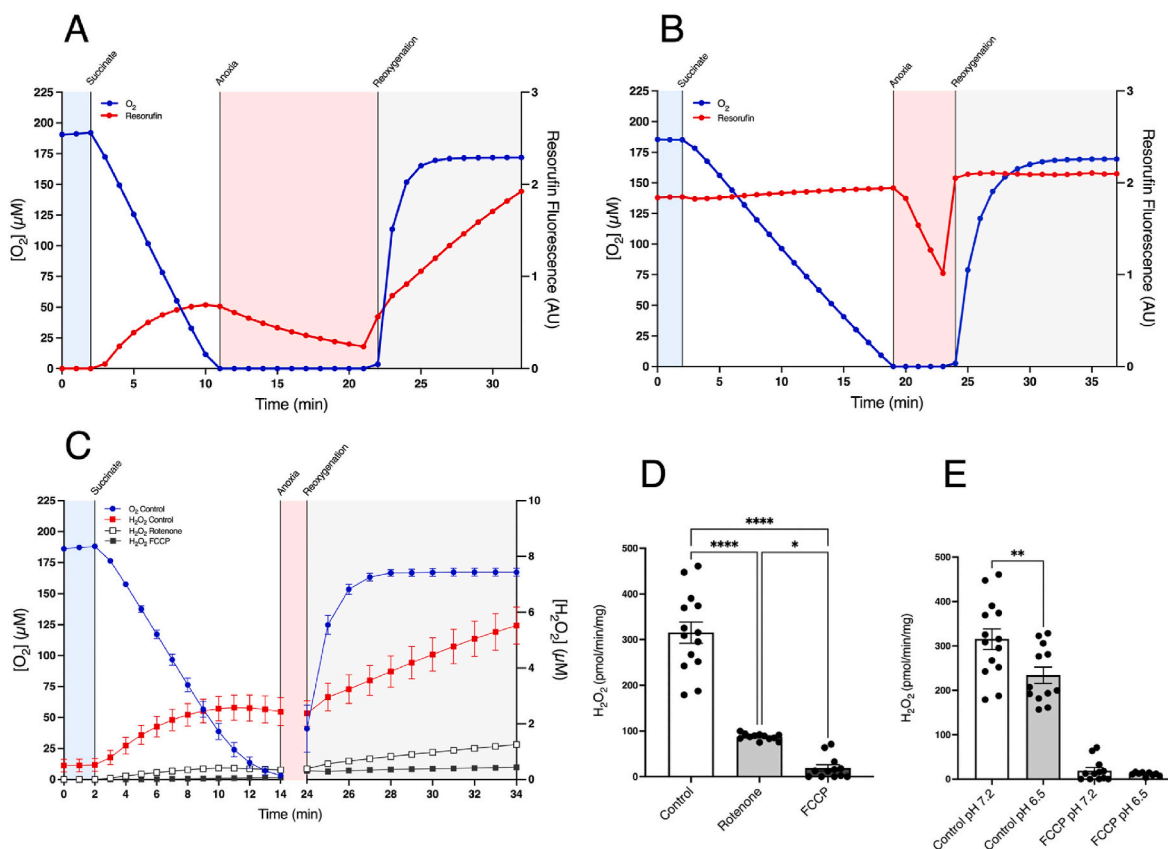 A
Succinate
Anoxia
Reoxygenation
O2
Resorufin
225
200
175
150
125
100
75
50
25
0
[O2] (µM)
3
2
1
0
Resorufin Fluorescence (AU)
0 5 10 15 20 25 30
Time (min)
B
Succinate
Anoxia
Reoxygenation
O2
Resorufin
225
200
175
150
125
100
75
50
25
0
[O2] (µM)
3
2
1
0
Resorufin Fluorescence (AU)
0 5 10 15 20 25 30 35
Time (min)
C
Succinate
Anoxia
Reoxygenation
O2 Control
H2O2 Control
H2O2 Rotenone
H2O2 FCCP
225
200
175
150
125
100
75
50
25
0
[O2] (µM)
10
8
6
4
2
0
[H2O2] (µM)
0 2 4 6 8 10 12 14 24 26 28 30 32 34
Time (min)
Time (min)
D
****
**** *
500
400
300
200
100
0
H2O2 (pmol/min/mg)
Control
Rotenone
FCCP
E
**
500
400
300
200
100
0
H2O2 (pmol/min/mg)
Control pH 7.2
Control pH 6.5
FCCP pH 7.2
FCCP pH 6.5